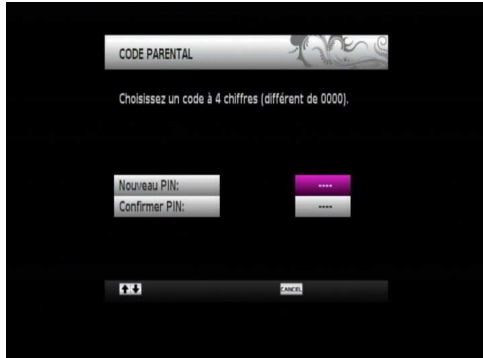 CODE PARENTAL
Choisissez un code à 4 chiffres (différent de 0000).
Nouveau PIN: ----
Confirmer PIN: ----
CANCEL